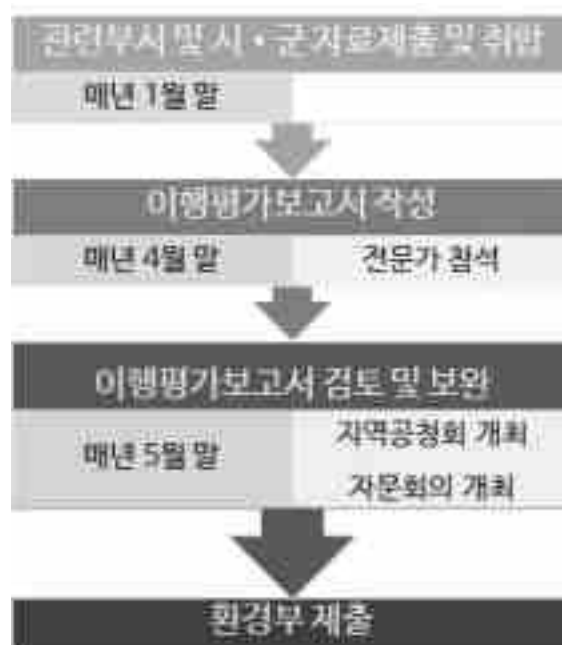 관련부서 및 시・군 자료제출 및 취합
매년 1월 말
이행평가보고서 작성
매년 4월 말
전문가 참석
이행평가보고서 검토 및 보완
매년 5월 말
지역공청회 개최
자문회의 개최
환경부 제출